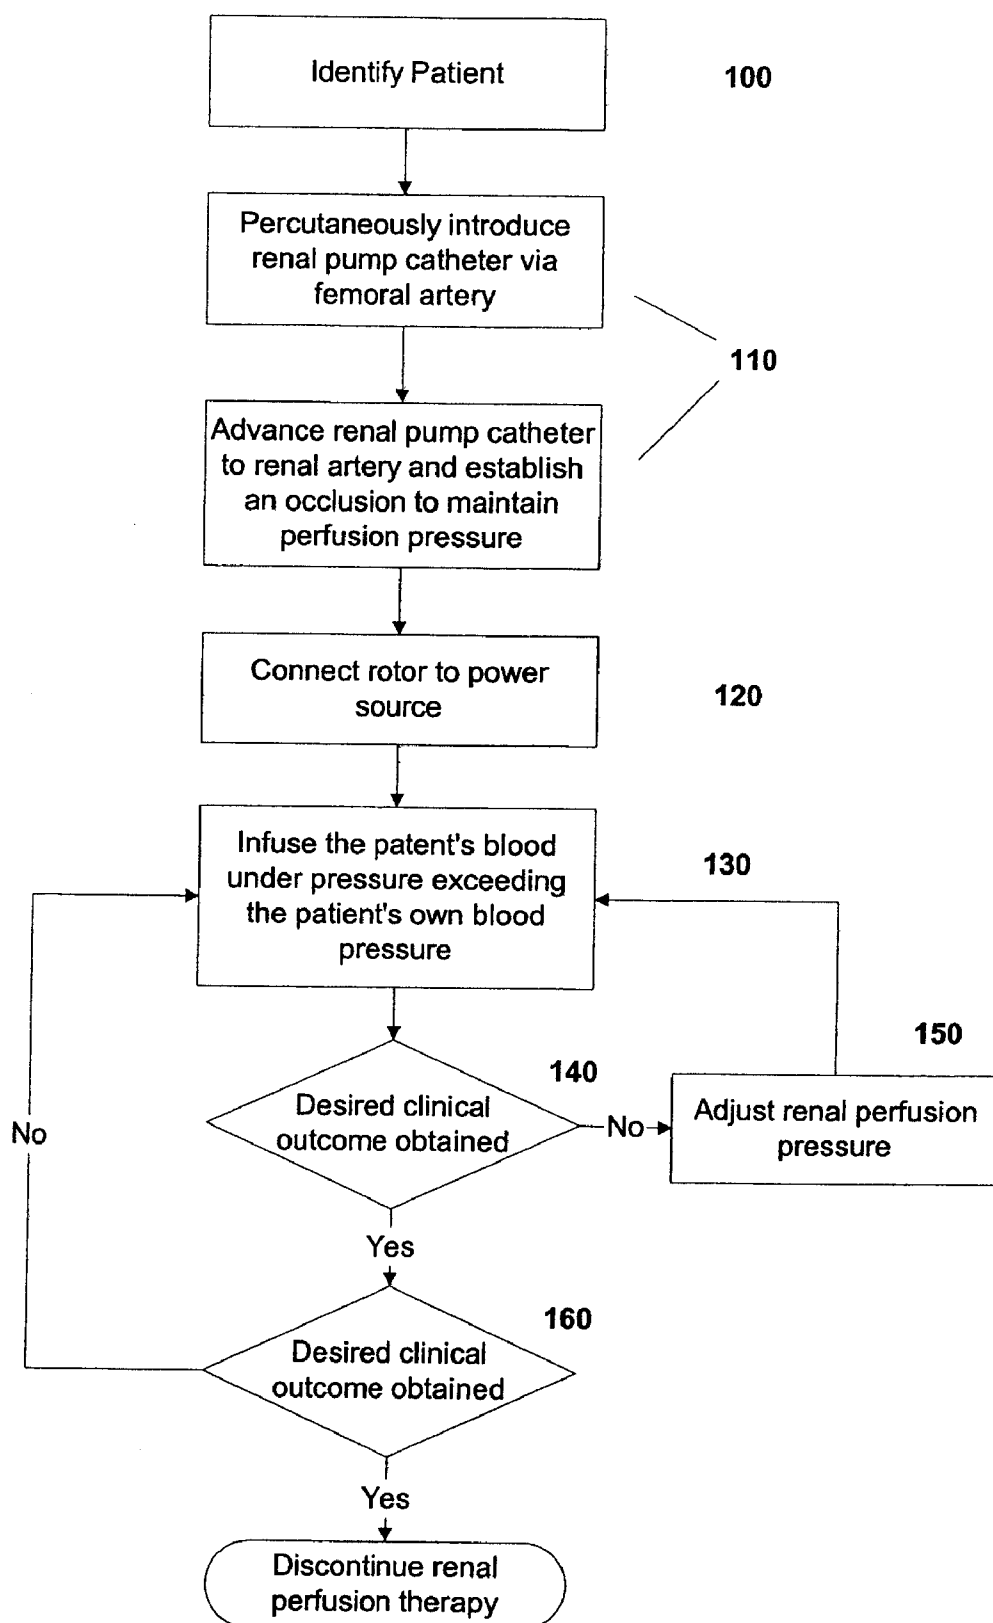 Identify Patient
100
Percutaneously introduce
renal pump catheter via
femoral artery
110
Advance renal pump catheter
to renal artery and establish
an occlusion to maintain
perfusion pressure
Connect rotor to power
source
120
Infuse the patent's blood
under pressure exceeding
the patient's own blood
pressure
130
140
Desired clinical
outcome obtained
No
150
Adjust renal perfusion
pressure
No
Yes
160
Desired clinical
outcome obtained
Yes
Discontinue renal
perfusion therapy